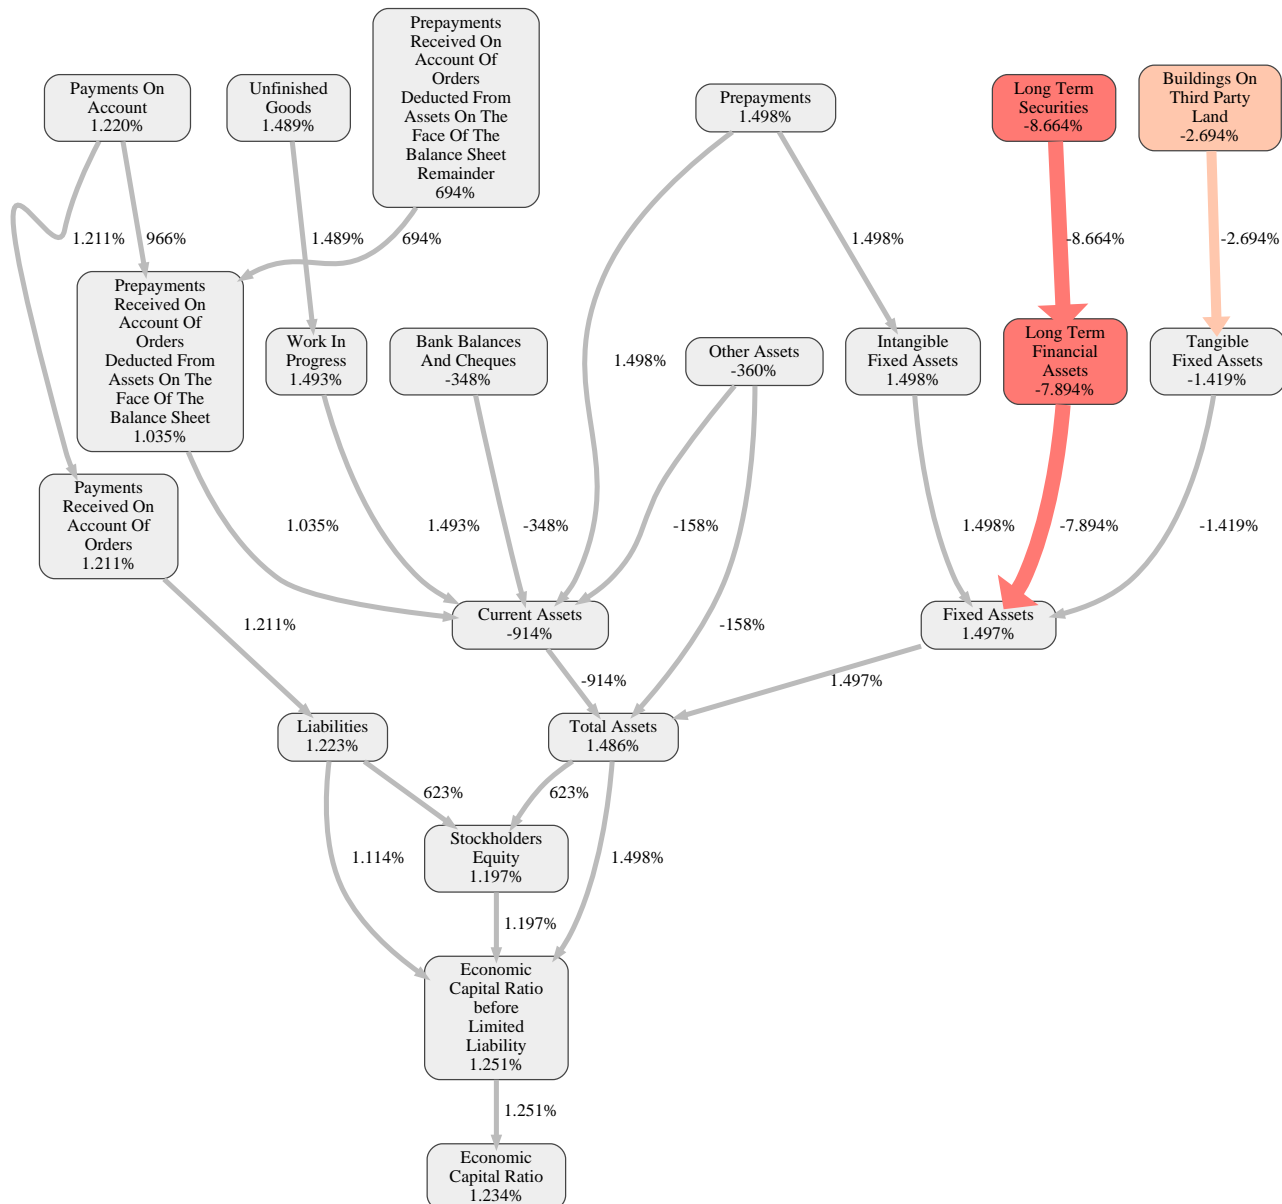 Prepayments
Received On
Account Of
Orders
Deducted From
Assets On The
Face Of The
Balance Sheet
Remainder
694%
Payments On
Account
1.220%
Unfinished
Goods
1.489%
Prepayments
1.498%
Long Term
Securities
-8.664%
Buildings On
Third Party
Land
-2.694%
1.211%
966%
1.489%
694%
1.498%
-8.664%
-2.694%
Prepayments
Received On
Account Of
Orders
Deducted From
Assets On The
Face Of The
Balance Sheet
1.035%
Work In
Progress
1.493%
Bank Balances
And Cheques
-348%
1.498%
Other Assets
-360%
Intangible
Fixed Assets
1.498%
Long Term
Financial
Assets
-7.894%
Tangible
Fixed Assets
-1.419%
Payments
Received On
Account Of
Orders
1.211%
1.035%
1.493%
-348%
-158%
1.498%
-7.894%
-1.419%
1.211%
Current Assets
-914%
-158%
Fixed Assets
1.497%
-914%
1.497%
Liabilities
1.223%
Total Assets
1.486%
623%
623%
1.114%
Stockholders
Equity
1.197%
1.498%
1.197%
Economic
Capital Ratio
before
Limited
Liability
1.251%
1.251%
Economic
Capital Ratio
1.234%